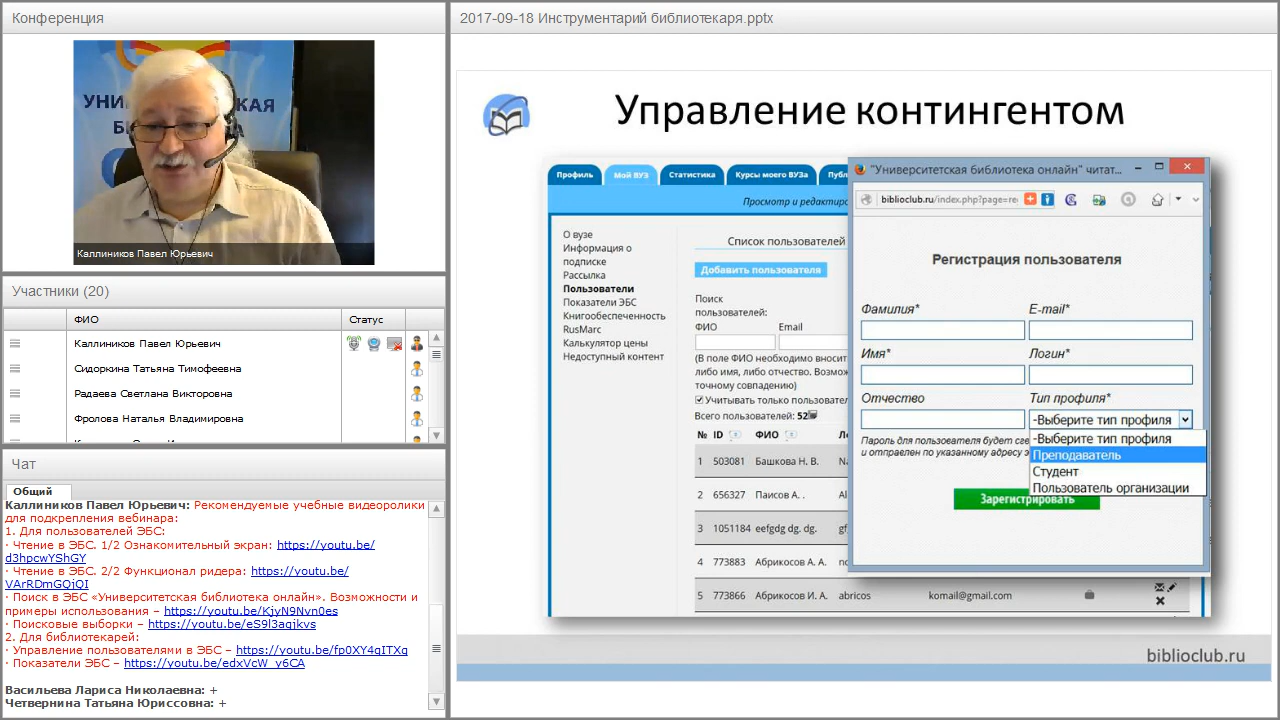 Конференция
УНИ
СКАЯ
Каллиников Павел Юрьевич
Участники (20)
ФИО
Статус
Каллиников Павел Юрьевич
Сидоркина Татьяна Тимофеевна
Радаева Светлана Викторовна
Фролова Наталья Владимировна
Чат
Общий
Каллиников Павел Юрьевич: Рекомендуемые учебные видеоролики
для подкрепления вебинара:
1. Для пользователей ЭБС:
· Чтение в ЭБС. 1/2 Ознакомительный экран: https://youtu.be/
d3hpcwYShGY
· Чтение в ЭБС. 2/2 Функционал ридера: https://youtu.be/
VArRDmGQjOI
· Поиск в ЭБС «Университетская библиотека онлайн». Возможности и
примеры использования – https://youtu.be/KjvN9Nvn0es
· Поисковые выборки – https://youtu.be/eS9l3aqjkvs
2. Для библиотекарей:
· Управление пользователями в ЭБС – https://youtu.be/fp0XY4qITXg
· Показатели ЭБС – https://youtu.be/edxVcW_y6CA
Васильева Лариса Николаевна: +
Четвернина Татьяна Юриссовна: +
2017-09-18 Инструментарий библиотекаря.pptx
Управление контингентом
Профиль
Мой ВУЗ
Статистика
Курсы моего ВУЗа
Публ
Просмотр и редактиро
О вузе
Информация о
подписке
Рассылка
Пользователи
Показатели ЭБС
Книгообеспеченность
RusMarc
Калькулятор цены
Недоступный контент
Список пользователей
Добавить пользователя
Поиск
пользователей:
ФИО Email
(В поле ФИО необходимо вносит
либо имя, либо отчество. Возмож
точному совпадению)
Учитывать только пользовател
Всего пользователей: 52
№ ID ФИО Ло
1 503081 Башкова Н. В. Na
2 656327 Паисов А. . Al
3 1051184 eefgdg dg. dg. gf
4 773883 Абрикосов А. А. по
5 773866 Абрикосов И. А. abricos komail@gmail.com
"Университетская библиотека онлайн" читат...
biblioclub.ru/index.php?page=re
Регистрация пользователя
Фамилия* E-mail*
Имя* Логин*
Отчество Тип профиля*
-Выберите тип профиля
-Выберите тип профиля
Преподаватель
Студент
Пользователь организации
Пароль для пользователя будет сге
и отправлен по указанному адресу э
Зарегистрировать
biblioclub.ru